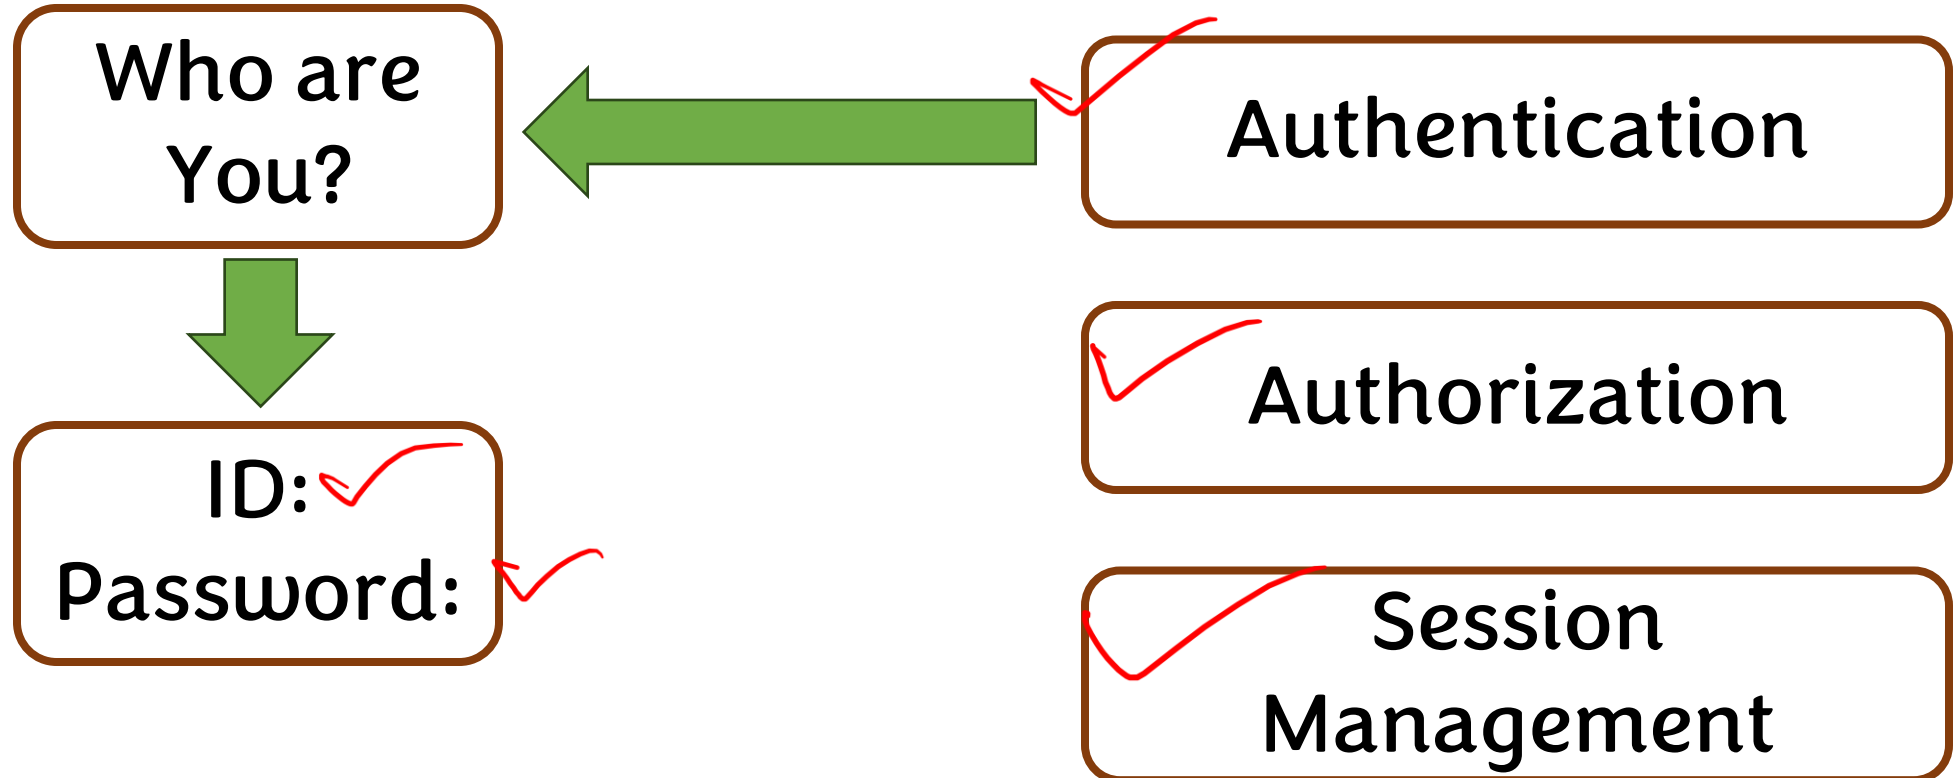 Who are
You?
Authentication
Authorization
ID:
Password:
Session
Management